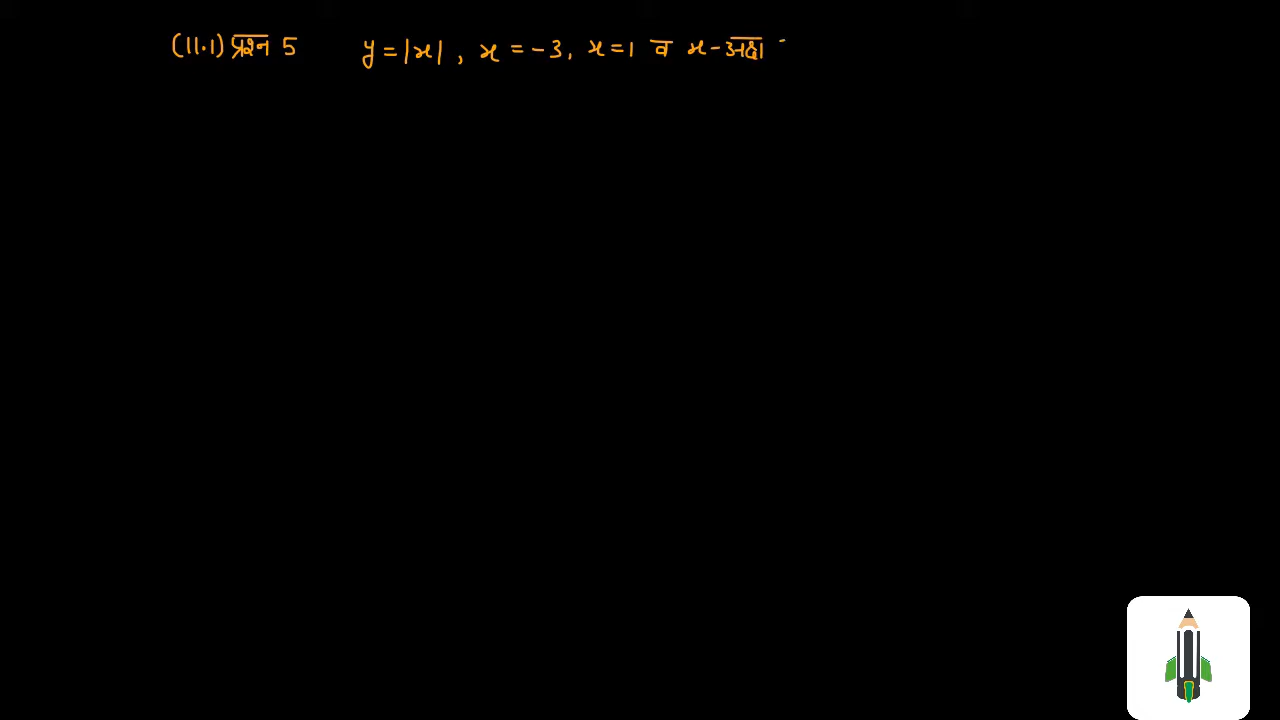 (11.1) प्रश्न 5 y = |x| , x = -3, x = 1 व x-अक्ष